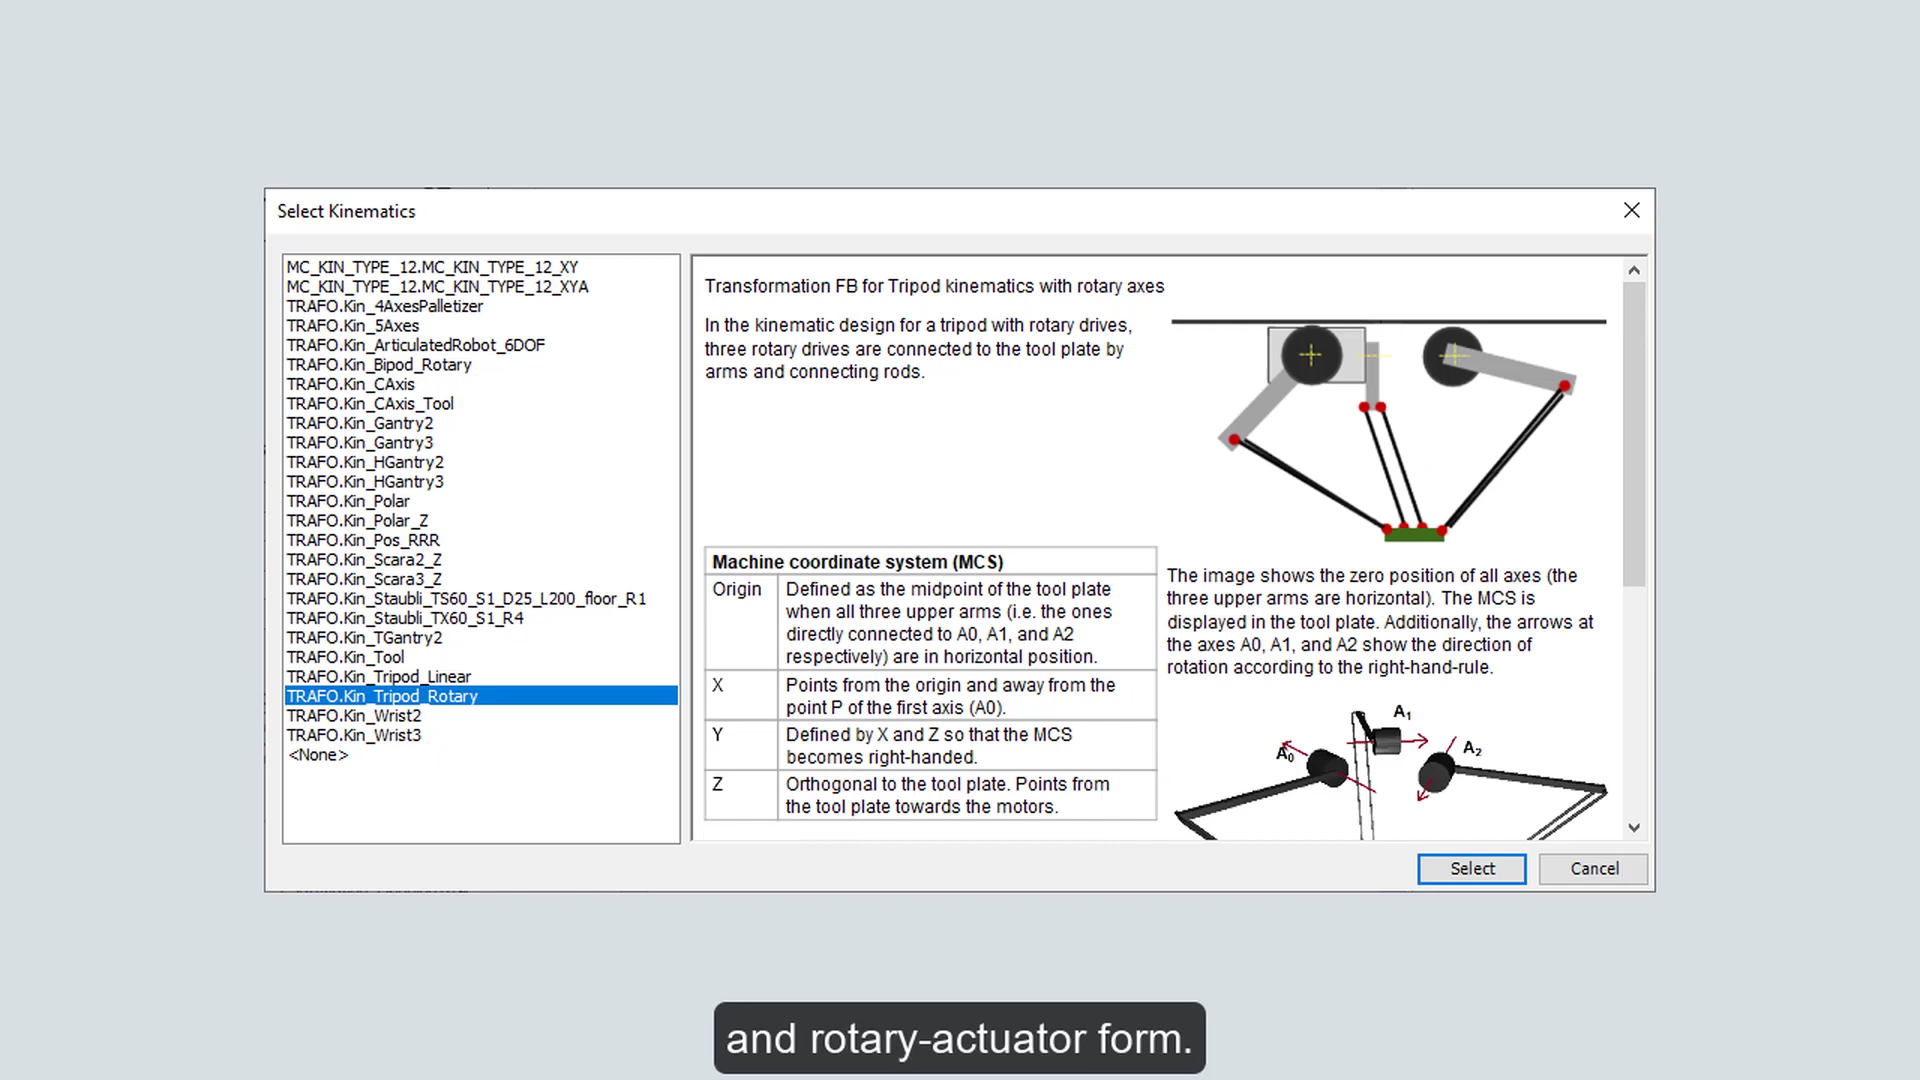 Select Kinematics
MC_KIN_TYPE_12.MC_KIN_TYPE_12_XY
MC_KIN_TYPE_12.MC_KIN_TYPE_12_XYA
TRAFO.Kin_4AxesPalletizer
TRAFO.Kin_5Axes
TRAFO.Kin_ArticulatedRobot_6DOF
TRAFO.Kin_Bipod_Rotary
TRAFO.Kin_CAxis
TRAFO.Kin_CAxis_Tool
TRAFO.Kin_Gantry2
TRAFO.Kin_Gantry3
TRAFO.Kin_HGantry2
TRAFO.Kin_HGantry3
TRAFO.Kin_Polar
TRAFO.Kin_Polar_Z
TRAFO.Kin_Pos_RRR
TRAFO.Kin_Scara2_Z
TRAFO.Kin_Scara3_Z
TRAFO.Kin_Staubli_TS60_S1_D25_L200_floor_R1
TRAFO.Kin_Staubli_TX60_S1_R4
TRAFO.Kin_TGantry2
TRAFO.Kin_Tool
TRAFO.Kin_Tripod_Linear
TRAFO.Kin_Tripod_Rotary
TRAFO.Kin_Wrist2
TRAFO.Kin_Wrist3
<None>
Transformation FB for Tripod kinematics with rotary axes
In the kinematic design for a tripod with rotary drives,
three rotary drives are connected to the tool plate by
arms and connecting rods.
Machine coordinate system (MCS)
Origin Defined as the midpoint of the tool plate
when all three upper arms (i.e. the ones
directly connected to A0, A1, and A2
respectively) are in horizontal position.
X Points from the origin and away from the
point P of the first axis (A0).
Y Defined by X and Z so that the MCS
becomes right-handed.
Z Orthogonal to the tool plate. Points from
the tool plate towards the motors.
The image shows the zero position of all axes (the
three upper arms are horizontal). The MCS is
displayed in the tool plate. Additionally, the arrows at
the axes A0, A1, and A2 show the direction of
rotation according to the right-hand-rule.
A1
A0
A2
Select
Cancel
and rotary-actuator form.